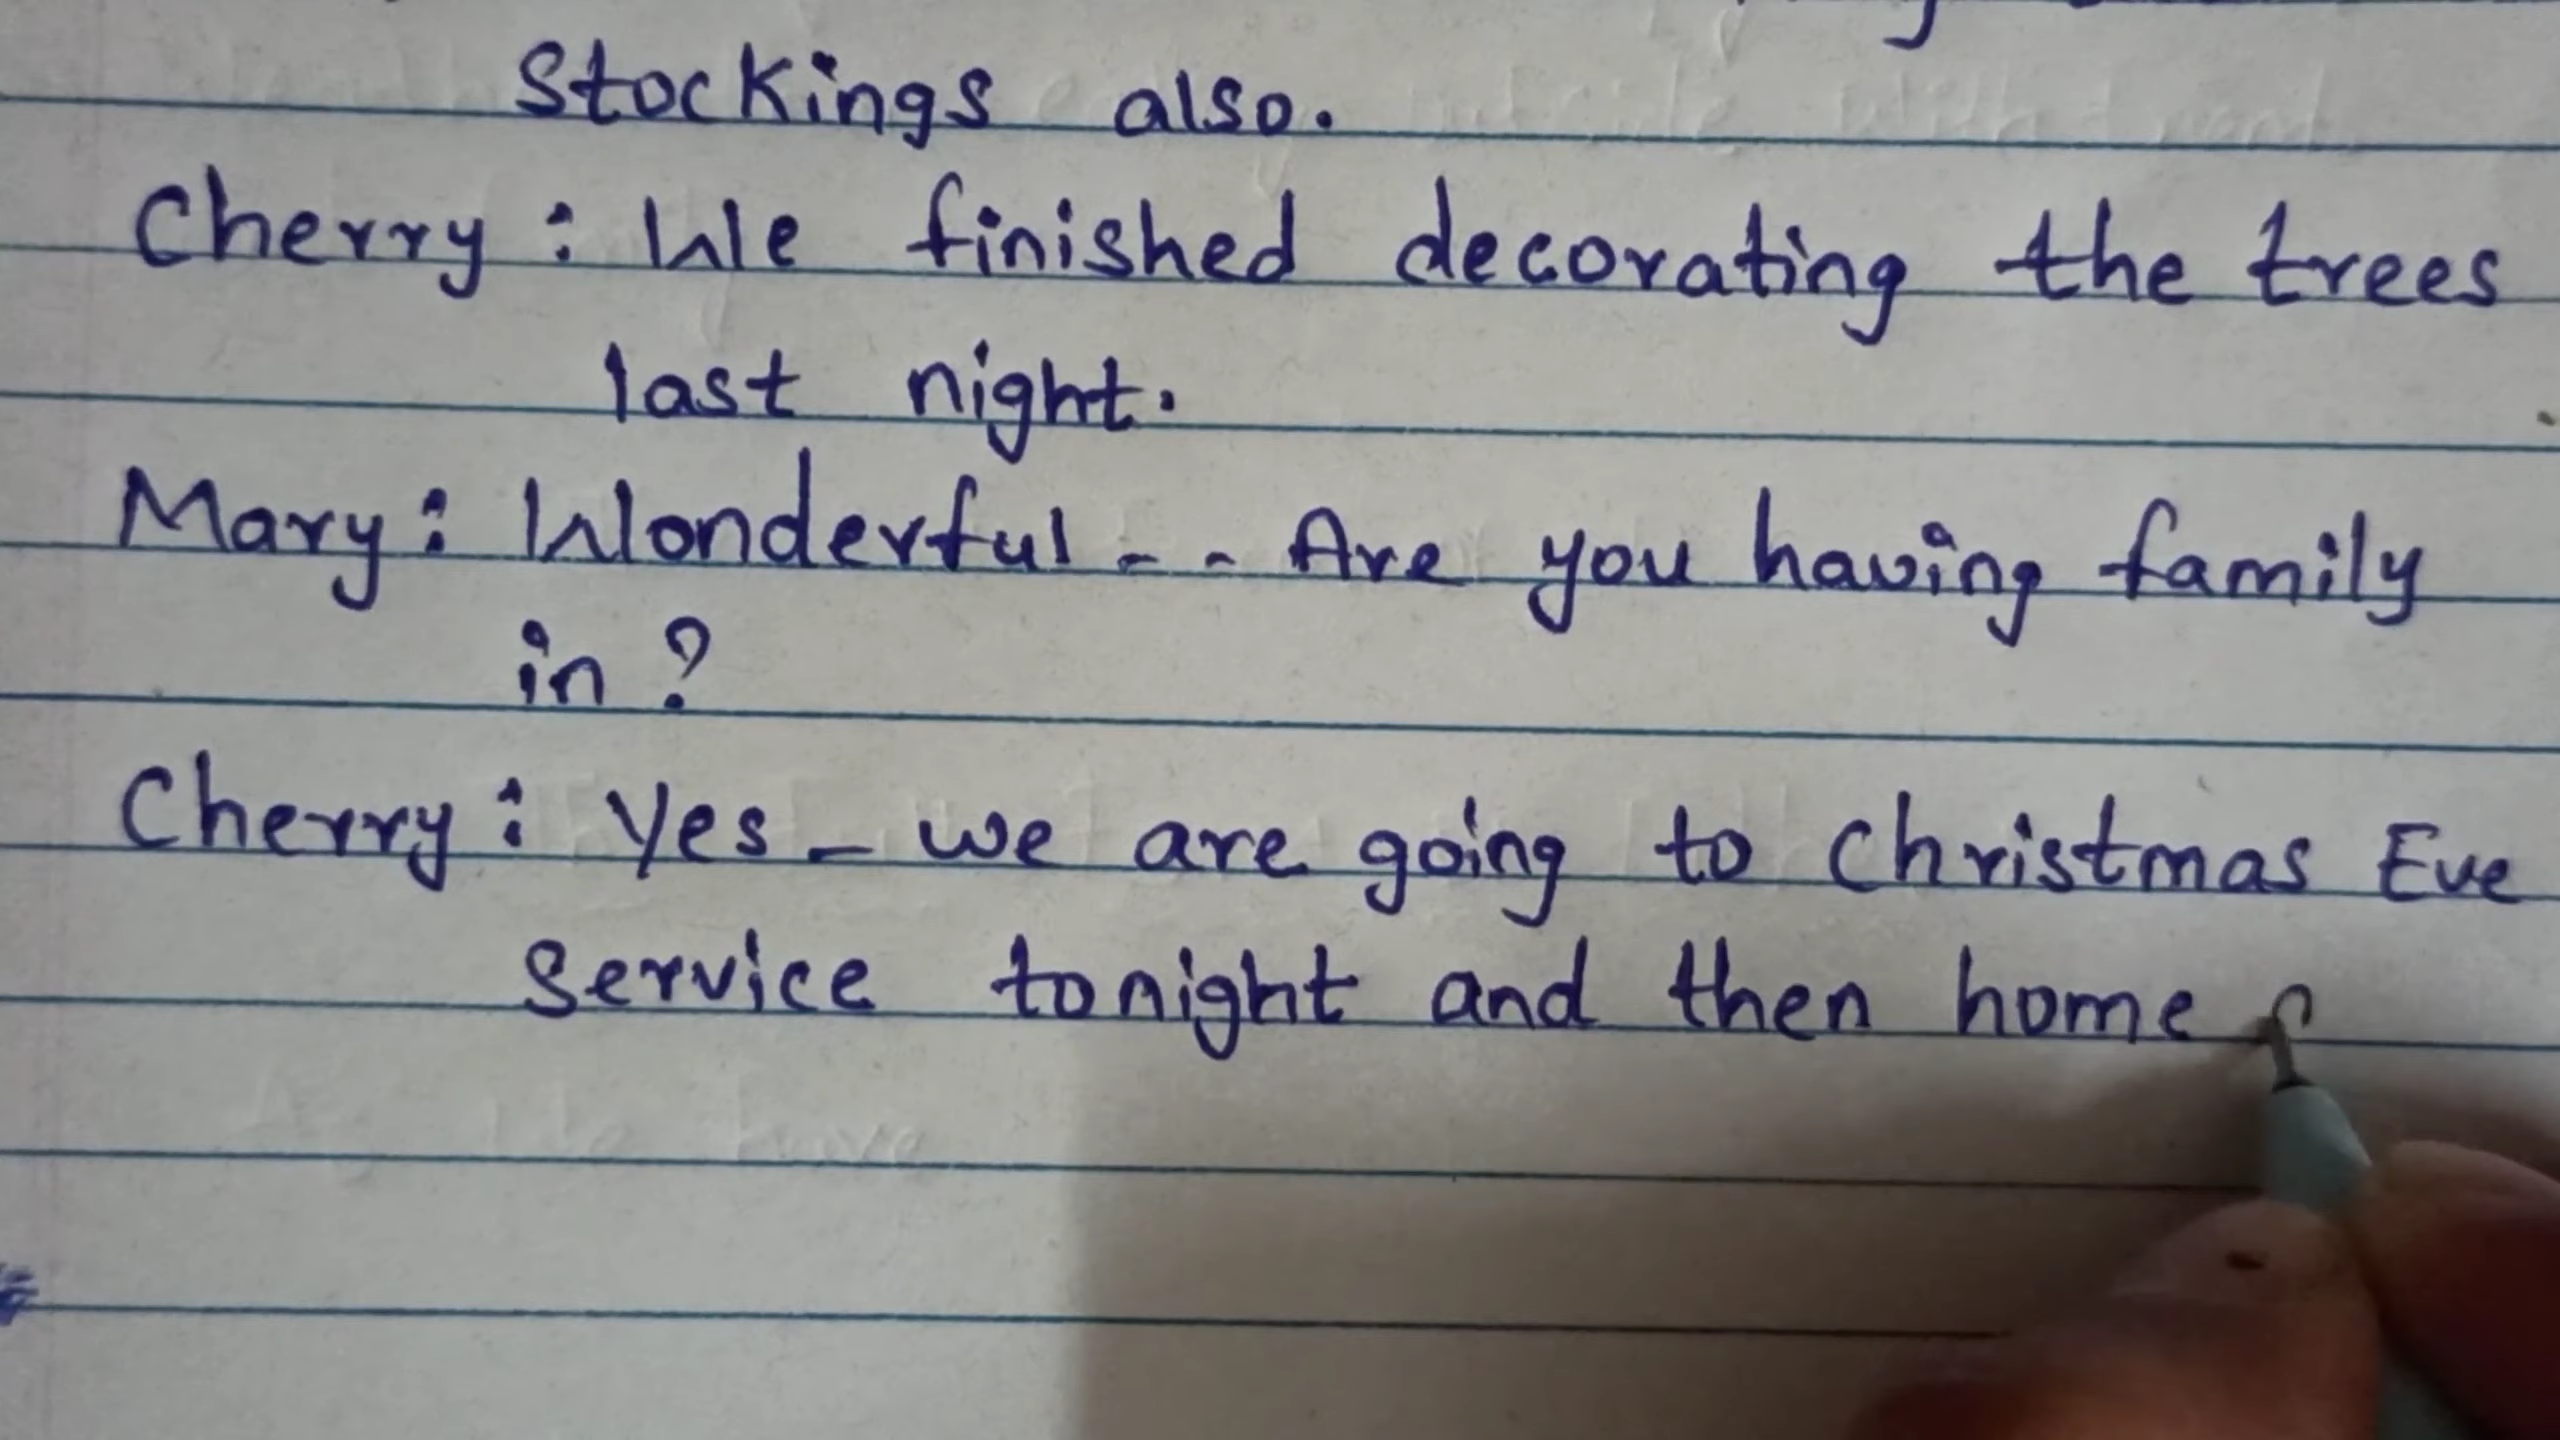 Stockings also.
Cherry: We finished decorating the trees
last night.
Mary: Wonderful - - Are you having family
in?
Cherry: Yes - we are going to Christmas Eve
Service tonight and then home